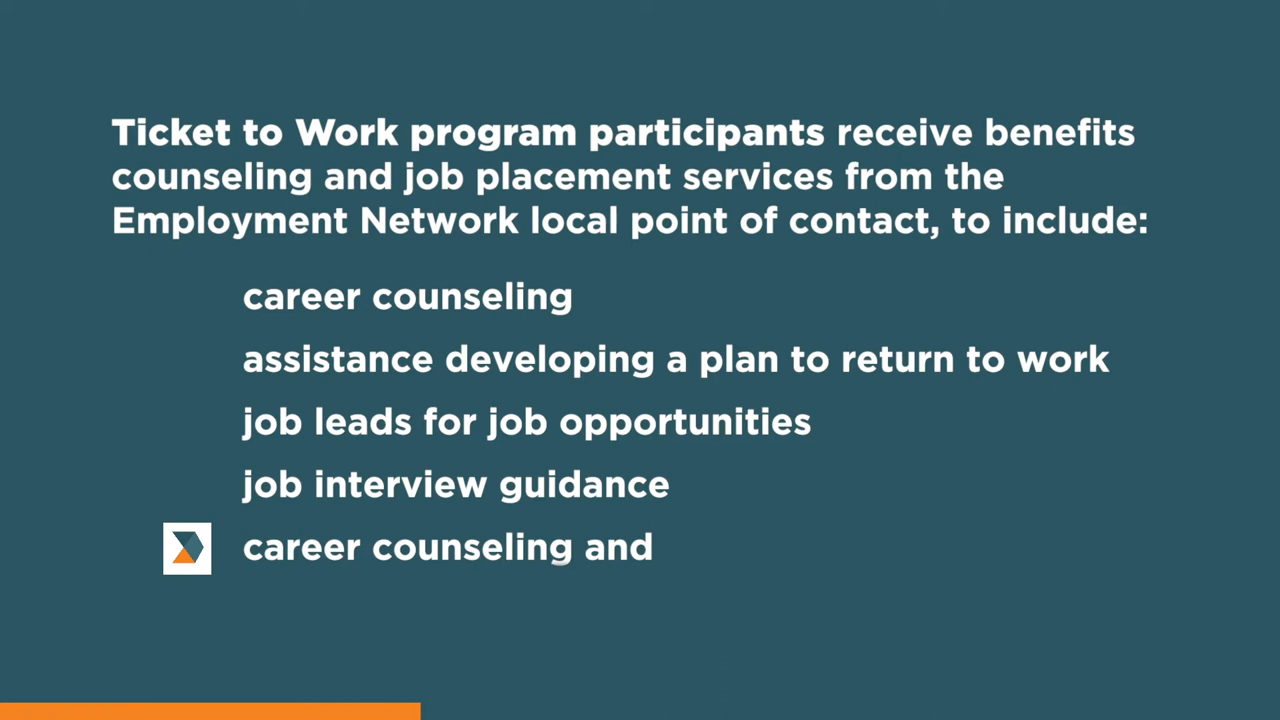 Ticket to Work program participants receive benefits
counseling and job placement services from the
Employment Network local point of contact, to include:
career counseling
assistance developing a plan to return to work
job leads for job opportunities
job interview guidance
career counseling and